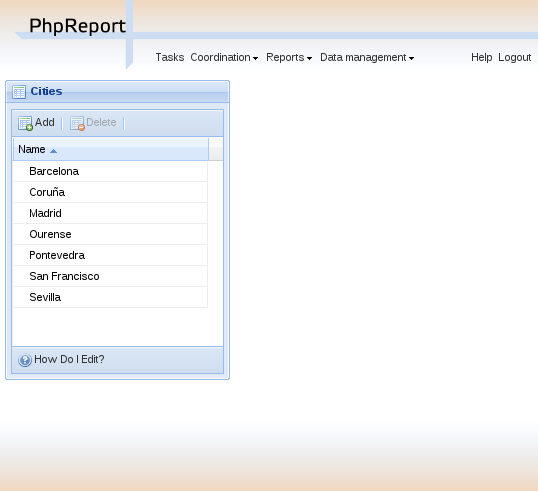 PhpReport
Tasks Coordination Reports Data management Help Logout
Cities
Add Delete
Name
Barcelona
Coruña
Madrid
Ourense
Pontevedra
San Francisco
Sevilla
How Do I Edit?